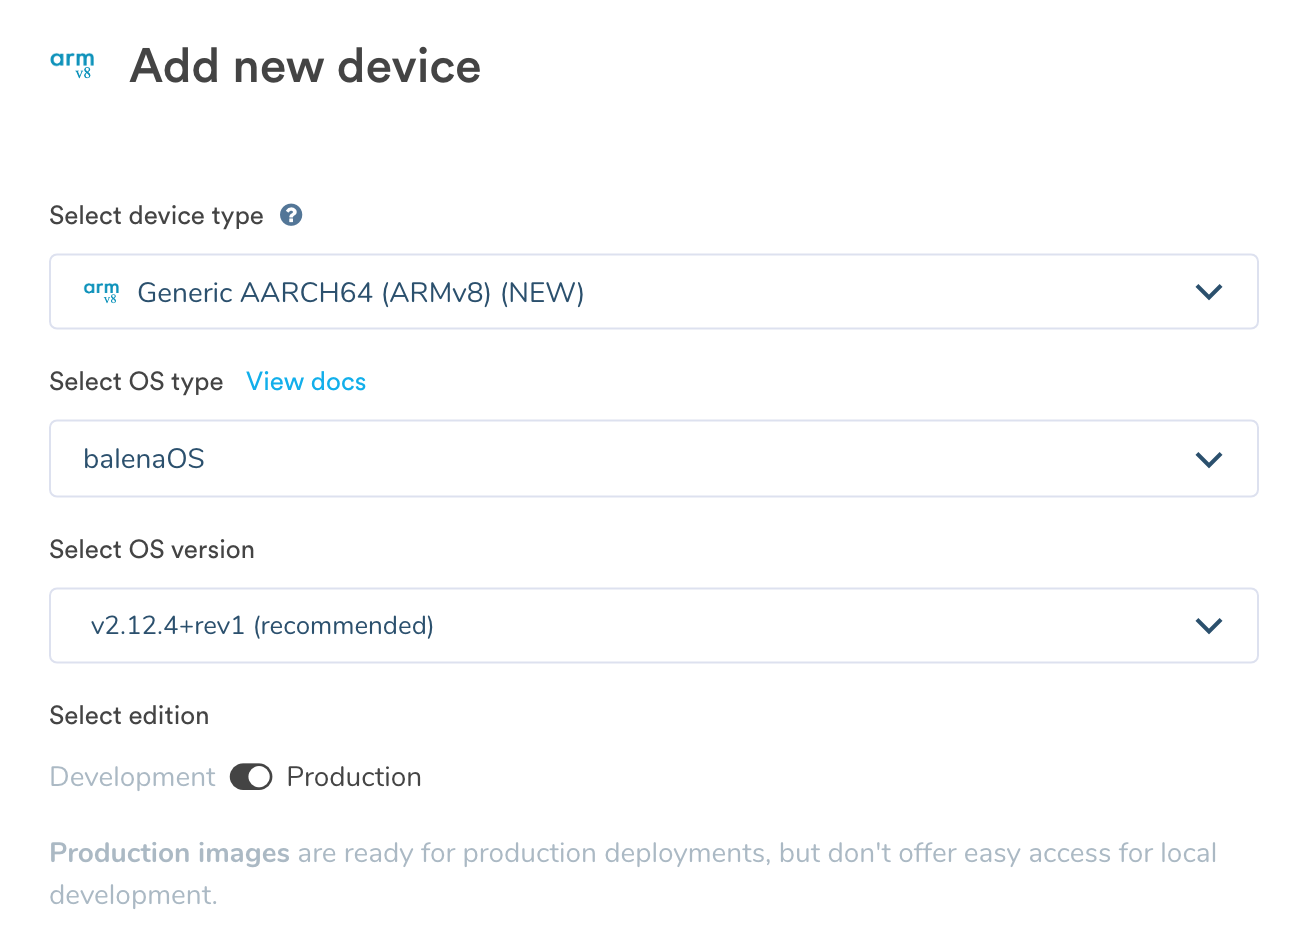 arm
v8
Add new device
Select device type ?
arm
v8
Generic AARCH64 (ARMv8) (NEW)
Select OS type View docs
balenaOS
Select OS version
v2.12.4+rev1 (recommended)
Select edition
Development Production
Production images are ready for production deployments, but don't offer easy access for local
development.